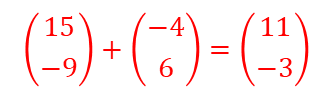 (15 −9) + (−4 6) = (11 −3)